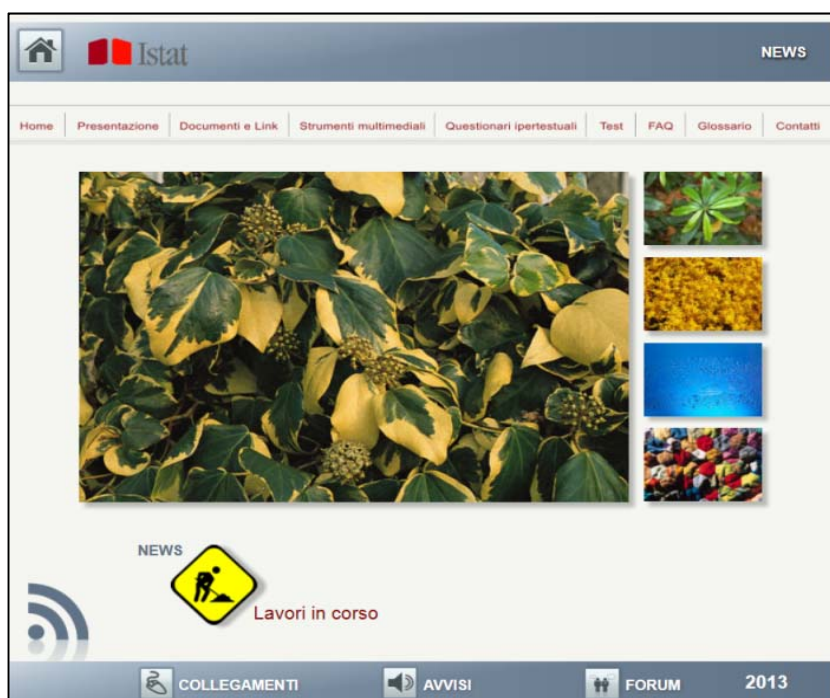 Istat
NEWS
Home Presentazione Documenti e Link Strumenti multimediali Questionari ipertestuali Test FAQ Glossario Contatti
NEWS
Lavori in corso
COLLEGAMENTI AVVISI FORUM 2013